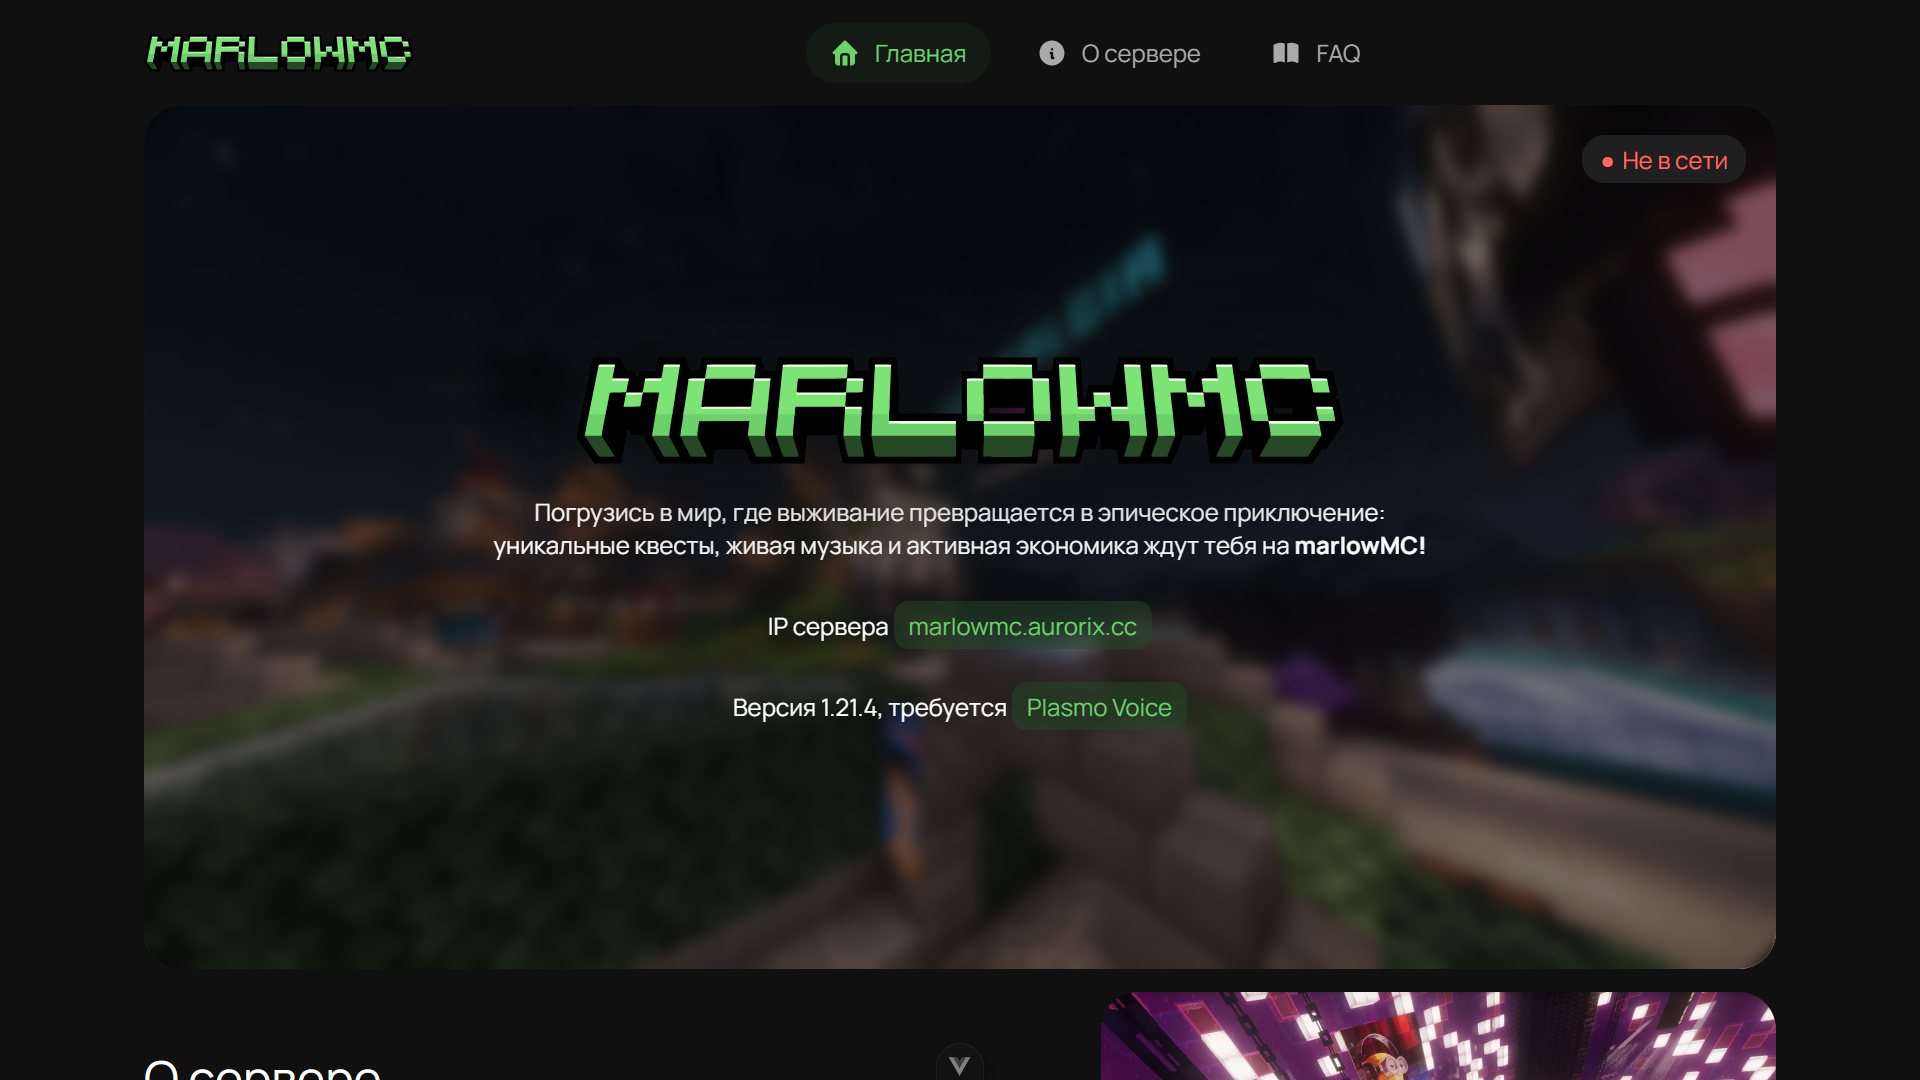 MARLOWMC
Главная
О сервере
FAQ
Не в сети
MARLOWMC
Погрузись в мир, где выживание превращается в эпическое приключение:
уникальные квесты, живая музыка и активная экономика ждут тебя на marlowMC!
IP сервера marlowmc.aurorix.cc
Версия 1.21.4, требуется Plasmo Voice
О сервере